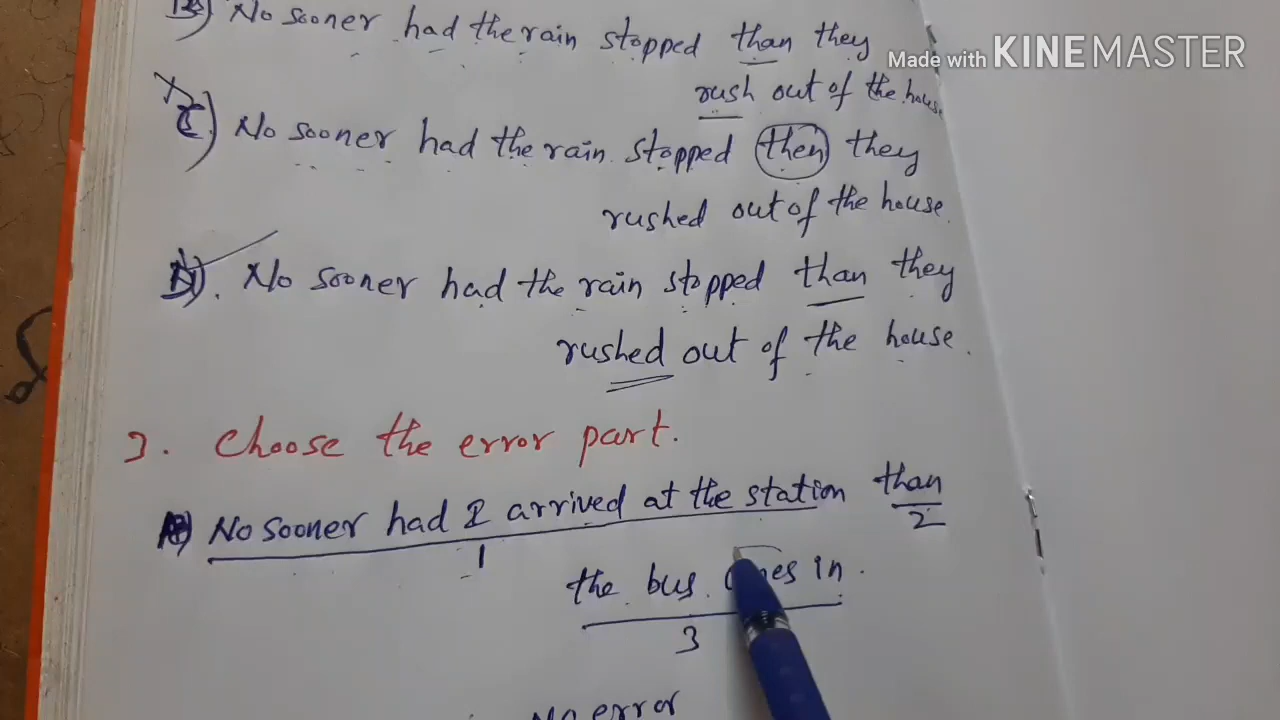 B) No sooner had the rain stopped than they
Made with KINEMASTER
rush out of the house
C) No sooner had the rain stopped then they
rushed out of the house.
D). No sooner had the rain stopped than they
rushed out of the house.
3. Choose the error part.
No sooner had I arrived at the station than
1
2
the bus in.
3
No error